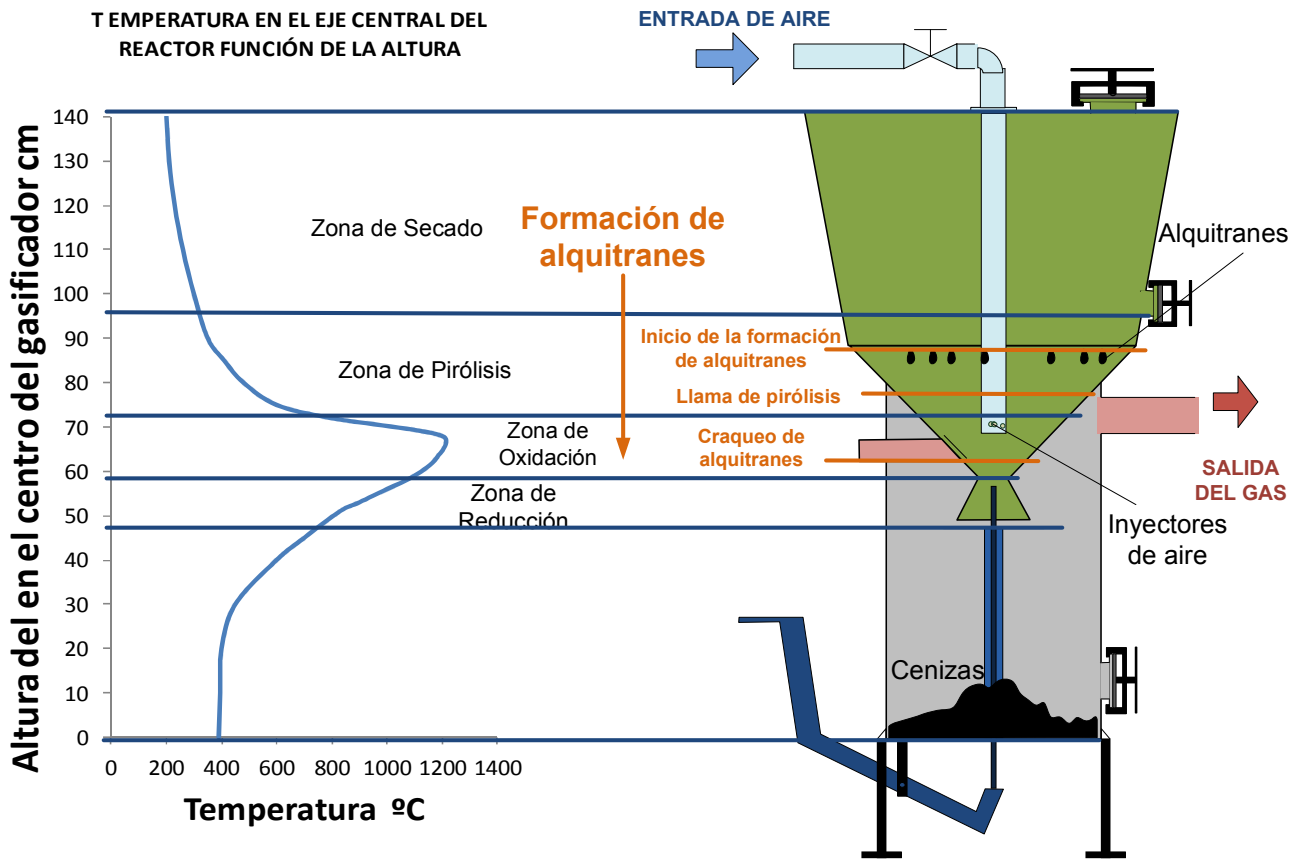 T EMPERATURA EN EL EJE CENTRAL DEL
REACTOR FUNCIÓN DE LA ALTURA
ENTRADA DE AIRE
Altura del en el centro del gasificador cm
140
130
120
110
100
90
80
70
60
50
40
30
20
10
0
0 200 400 600 800 1000 1200 1400
Temperatura ºC
Zona de Secado
Formación de
alquitranes
Alquitranes
Zona de Pirólisis
Inicio de la formación
de alquitranes
Llama de pirólisis
Zona de
Oxidación
Craqueo de
alquitranes
SALIDA
DEL GAS
Zona de
Reducción
Inyectores
de aire
Cenizas